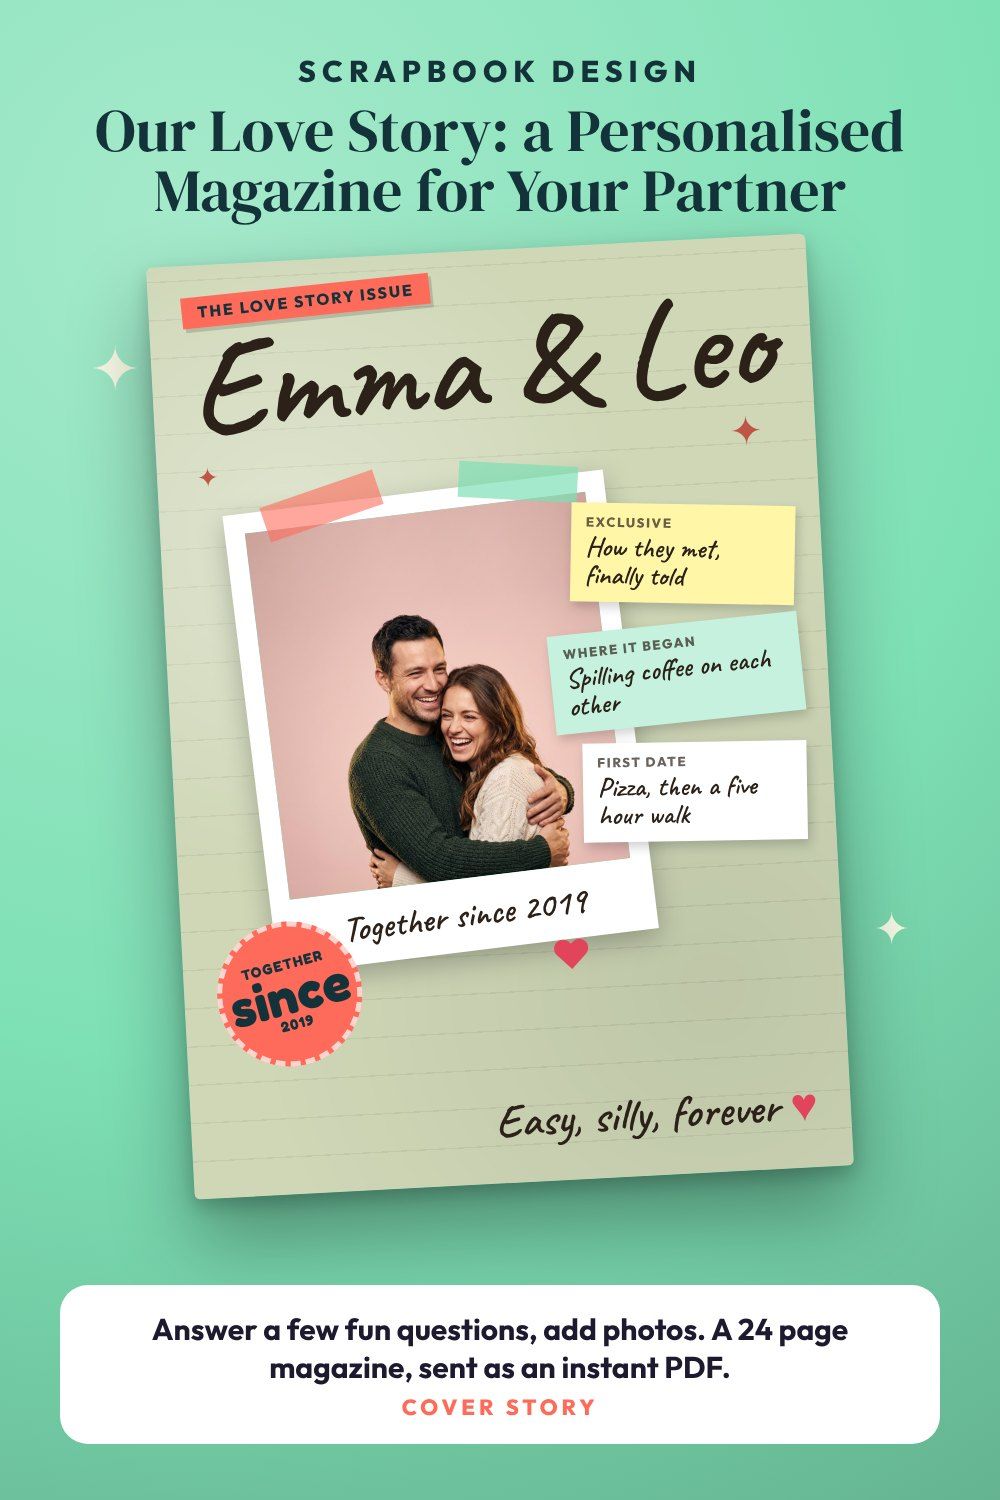 SCRAPBOOK DESIGN
Our Love Story: a Personalised
Magazine for Your Partner
THE LOVE STORY ISSUE
Emma & Leo
EXCLUSIVE
How they met,
finally told
WHERE IT BEGAN
Spilling coffee on each
other
FIRST DATE
Pizza, then a five
hour walk
Together since 2019
TOGETHER
since
2019
Easy, silly, forever ♥
Answer a few fun questions, add photos. A 24 page
magazine, sent as an instant PDF.
COVER STORY